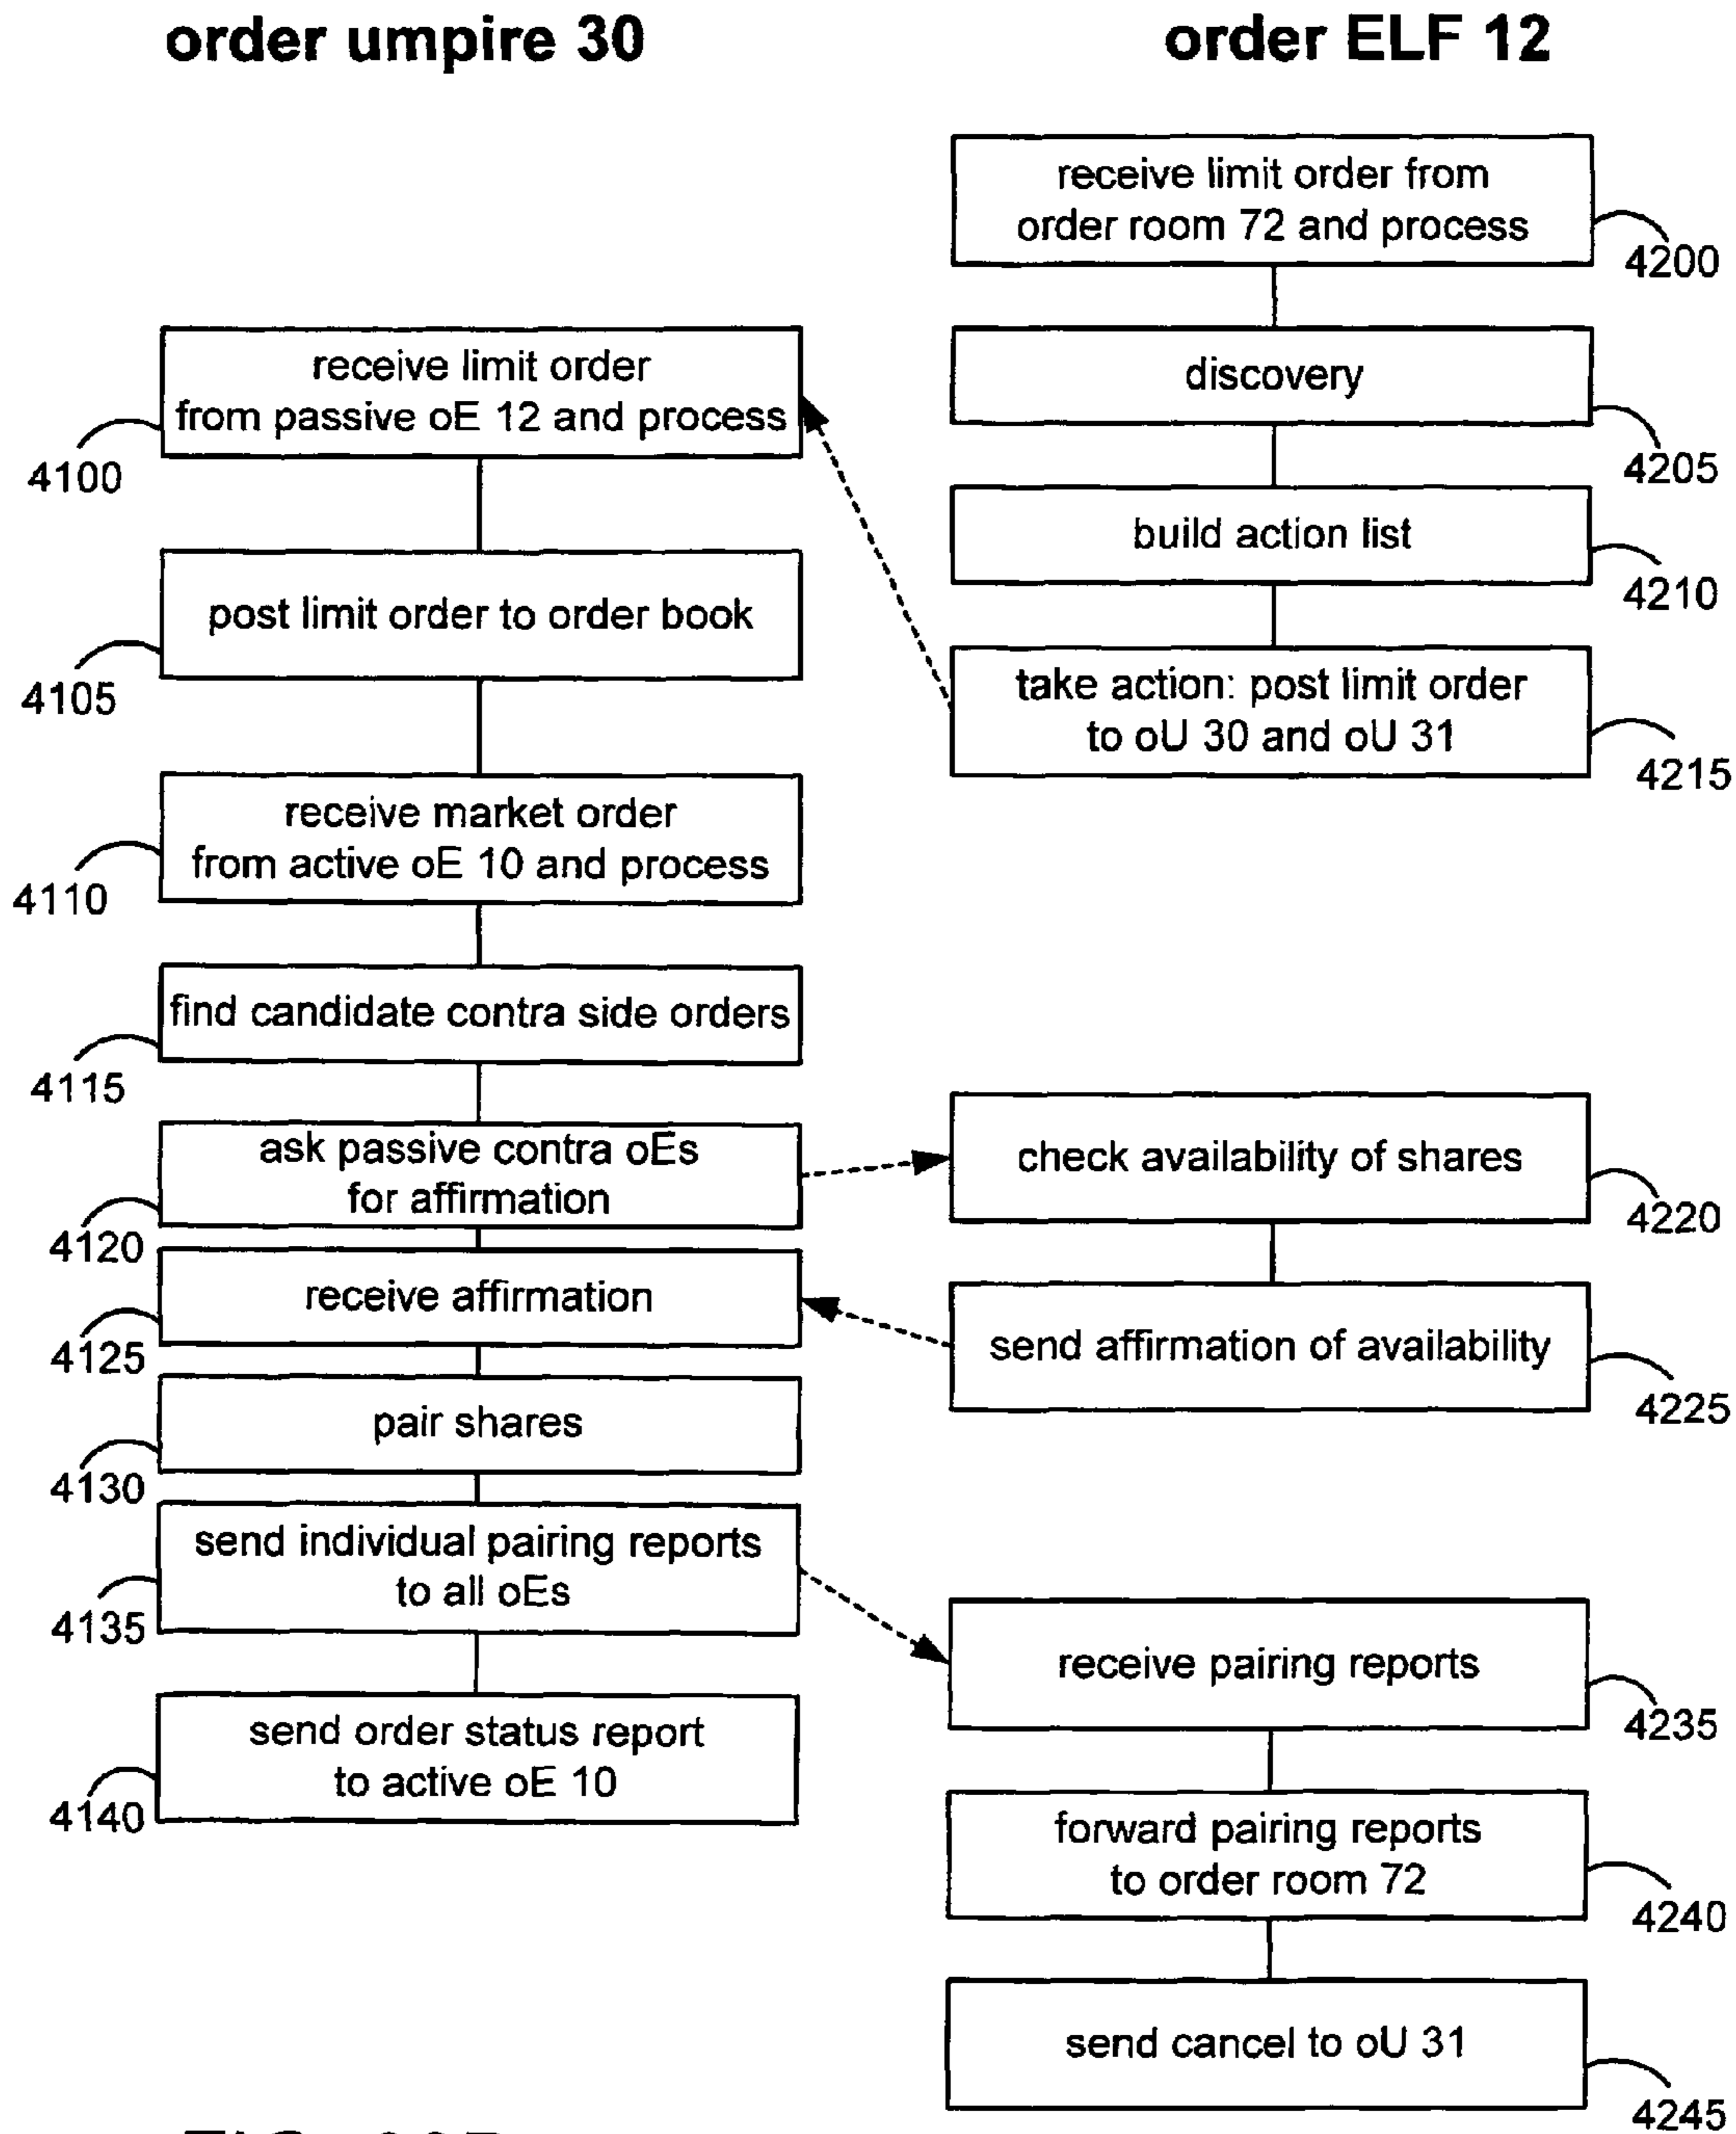 order umpire 30
order ELF 12
receive limit order from
order room 72 and process
4200
discovery
4205
build action list
4210
take action: post limit order
to oU 30 and oU 31
4215
receive limit order
from passive oE 12 and process
4100
post limit order to order book
4105
receive market order
from active oE 10 and process
4110
find candidate contra side orders
4115
ask passive contra oEs
for affirmation
4120
check availability of shares
4220
receive affirmation
4125
send affirmation of availability
4225
pair shares
4130
send individual pairing reports
to all oEs
4135
receive pairing reports
4235
send order status report
to active oE 10
4140
forward pairing reports
to order room 72
4240
send cancel to oU 31
4245